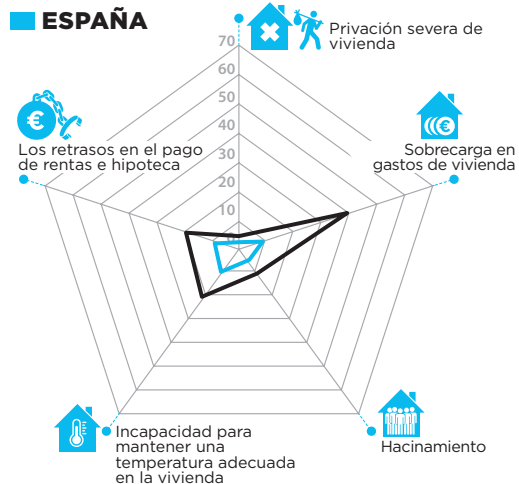 ESPAÑA
Privación severa de
vivienda
70
60
50
40
30
20
10
0
Los retrasos en el pago
de rentas e hipoteca
Sobrecarga en
gastos de vivienda
Incapacidad para
mantener una
temperatura adecuada
en la vivienda
Hacinamiento
€
€